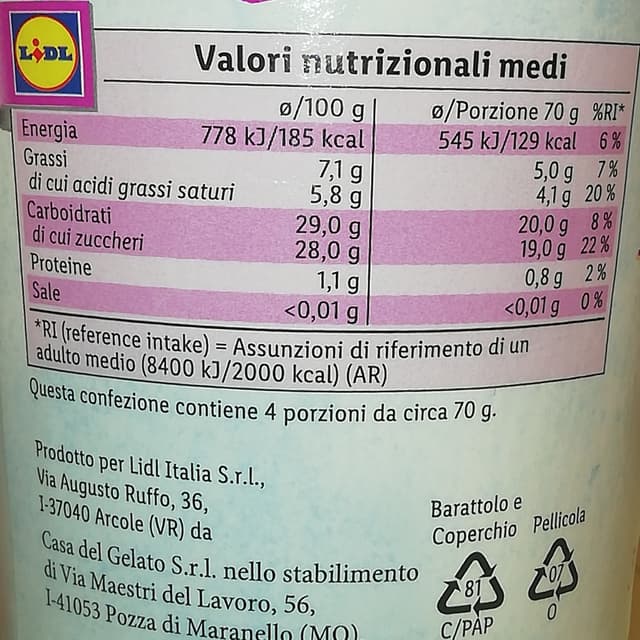 LIDL
Valori nutrizionali medi
ø/100 g ø/Porzione 70 g %RI*
Energia 778 kJ/185 kcal 545 kJ/129 kcal 6%
Grassi 7,1 g 5,0 g 7%
di cui acidi grassi saturi 5,8 g 4,1 g 20%
Carboidrati 29,0 g 20,0 g 8%
di cui zuccheri 28,0 g 19,0 g 22%
Proteine 1,1 g 0,8 g 2%
Sale <0,01 g <0,01 g 0%
*RI (reference intake) = Assunzioni di riferimento di un
adulto medio (8400 kJ/2000 kcal) (AR)
Questa confezione contiene 4 porzioni da circa 70 g.
Prodotto per Lidl Italia S.r.l.,
Via Augusto Ruffo, 36,
I-37040 Arcole (VR) da
Casa del Gelato S.r.l. nello stabilimento
di Via Maestri del Lavoro, 56,
I-41053 Pozza di Maranello (MO)
Barattolo e
Coperchio
81
C/PAP
Pellicola
07
O